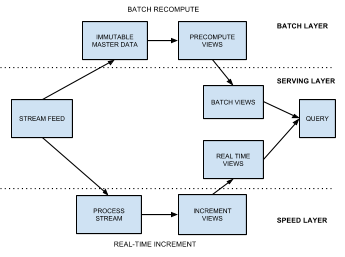 BATCH RECOMPUTE
BATCH LAYER
IMMUTABLE
MASTER DATA
PRECOMPUTE
VIEWS
SERVING LAYER
STREAM FEED
BATCH VIEWS
QUERY
REAL TIME
VIEWS
PROCESS
STREAM
INCREMENT
VIEWS
SPEED LAYER
REAL-TIME INCREMENT